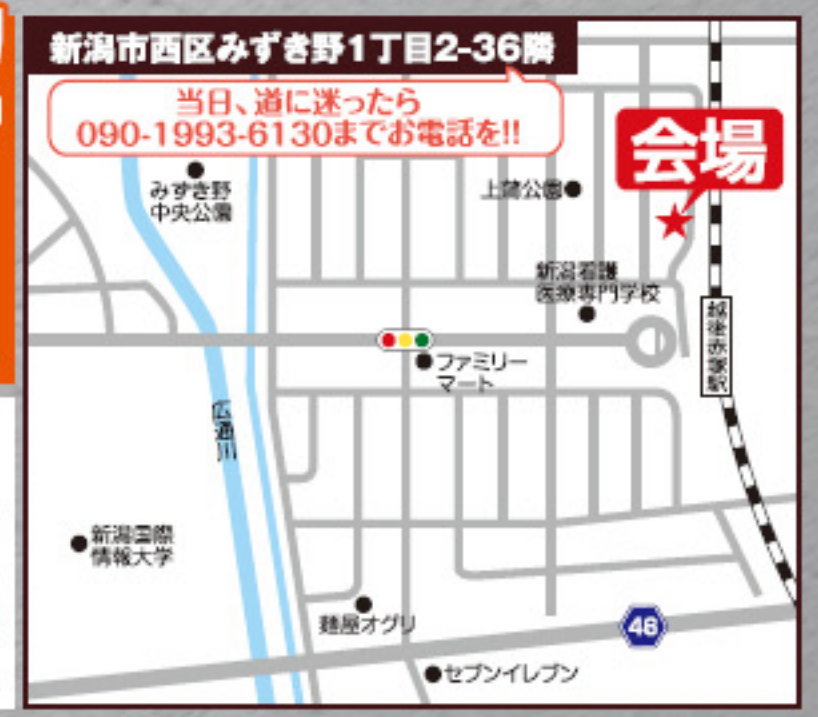 新潟市西区みずき野1丁目2-36隣
当日、道に迷ったら
090-1993-6130までお電話を!!
会場
みずき野
中央公園
上蒲公園
新潟看護
医療専門学校
越後赤塚駅
ファミリー
マート
広通川
新潟国際
情報大学
麺屋オグリ
46
セブンイレブン